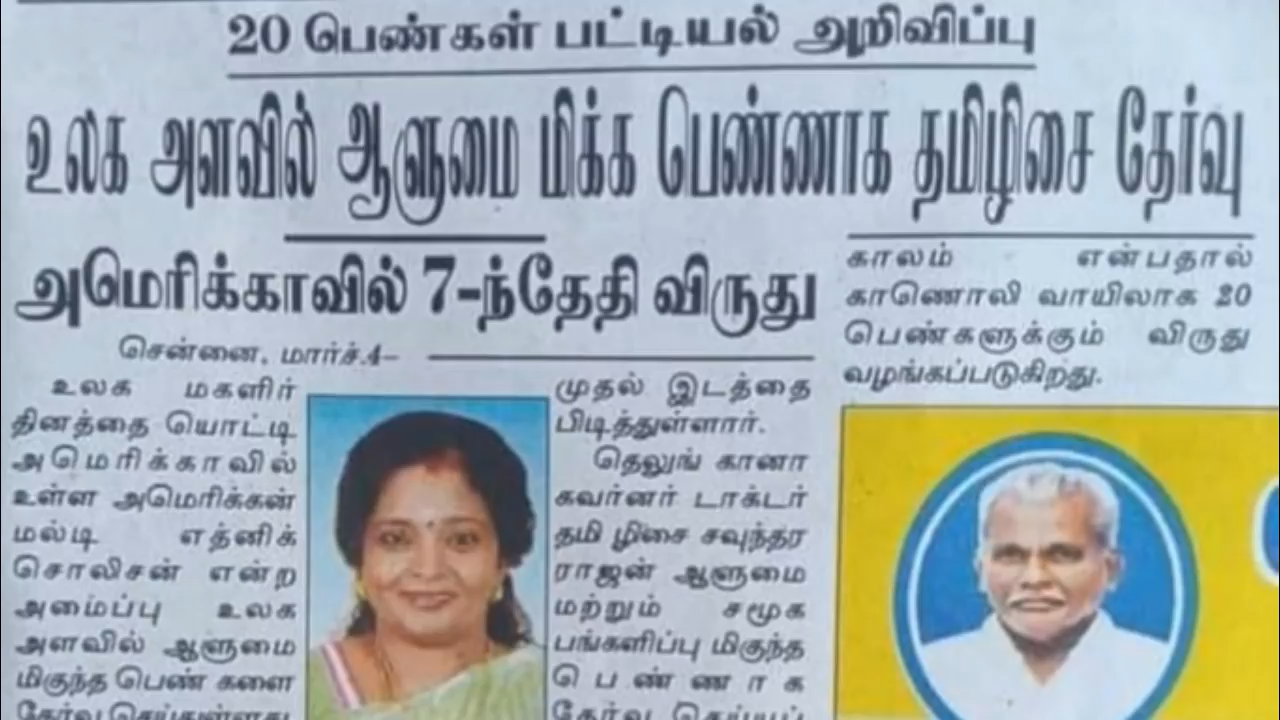 20 பெண்கள் பட்டியல் அறிவிப்பு
உலக அளவில் ஆளுமை மிக்க பெண்ணாக தமிழிசை தேர்வு
அமெரிக்காவில் 7-ந்தேதி விருது
சென்னை, மார்ச்.4-
உலக மகளிர்
தினத்தை யொட்டி
அமெரிக்காவில்
உள்ள அமெரிக்கன்
மல்டி எத்னிக்
சொலிசன் என்ற
அமைப்பு உலக
அளவில் ஆளுமை
மிகுந்த பெண் களை
தேர்வு செய்துள்ளது
முதல் இடத்தை
பிடித்துள்ளார்.
தெலுங் கானா
கவர்னர் டாக்டர்
தமி ழிசை சவுந்தர
ராஜன் ஆளுமை
மற்றும் சமூக
பங்களிப்பு மிகுந்த
பெண்ணாக
தேர்வு செய்யப்
காலம் என்பதால்
காணொலி வாயிலாக 20
பெண்களுக்கும் விருது
வழங்கப்படுகிறது.